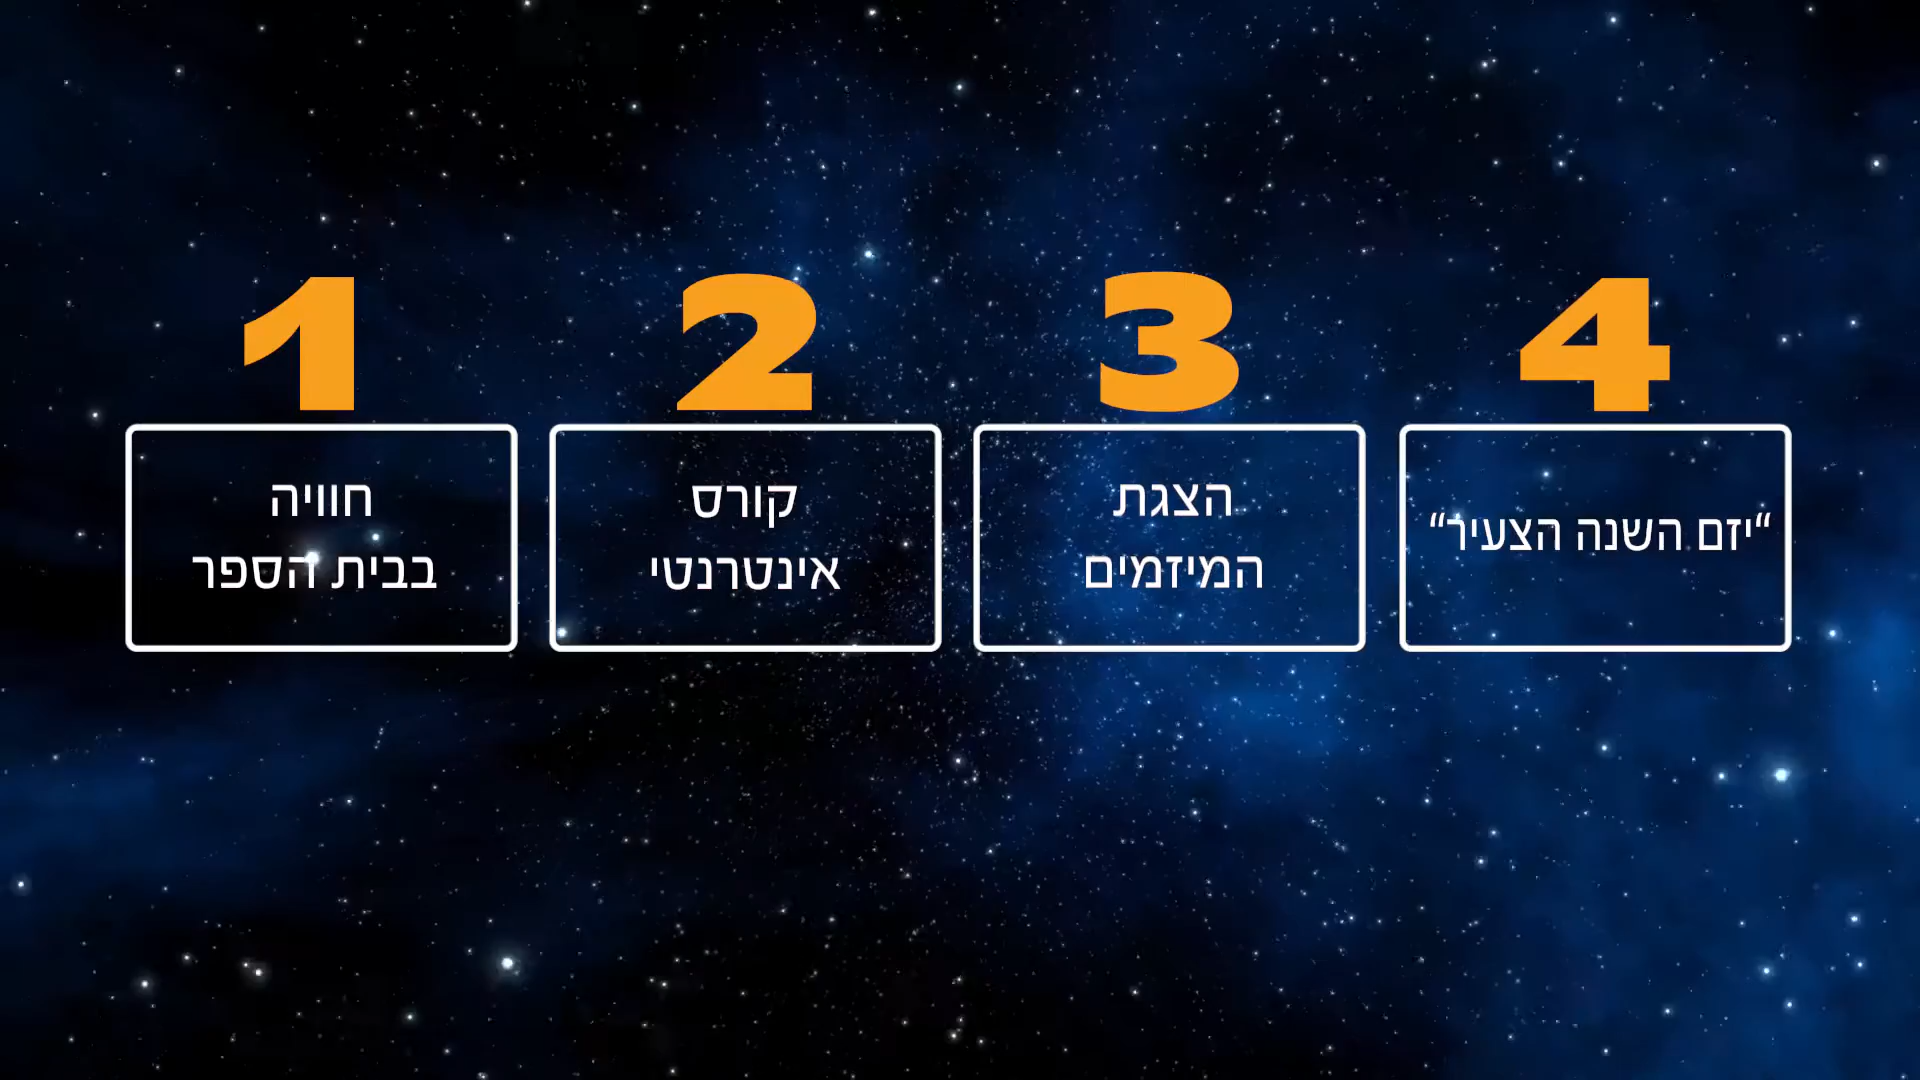 1
חוויה
בבית הספר
2
קורס
אינטרנטי
3
הצגת
המיזמים
4
“יזם השנה הצעיר“